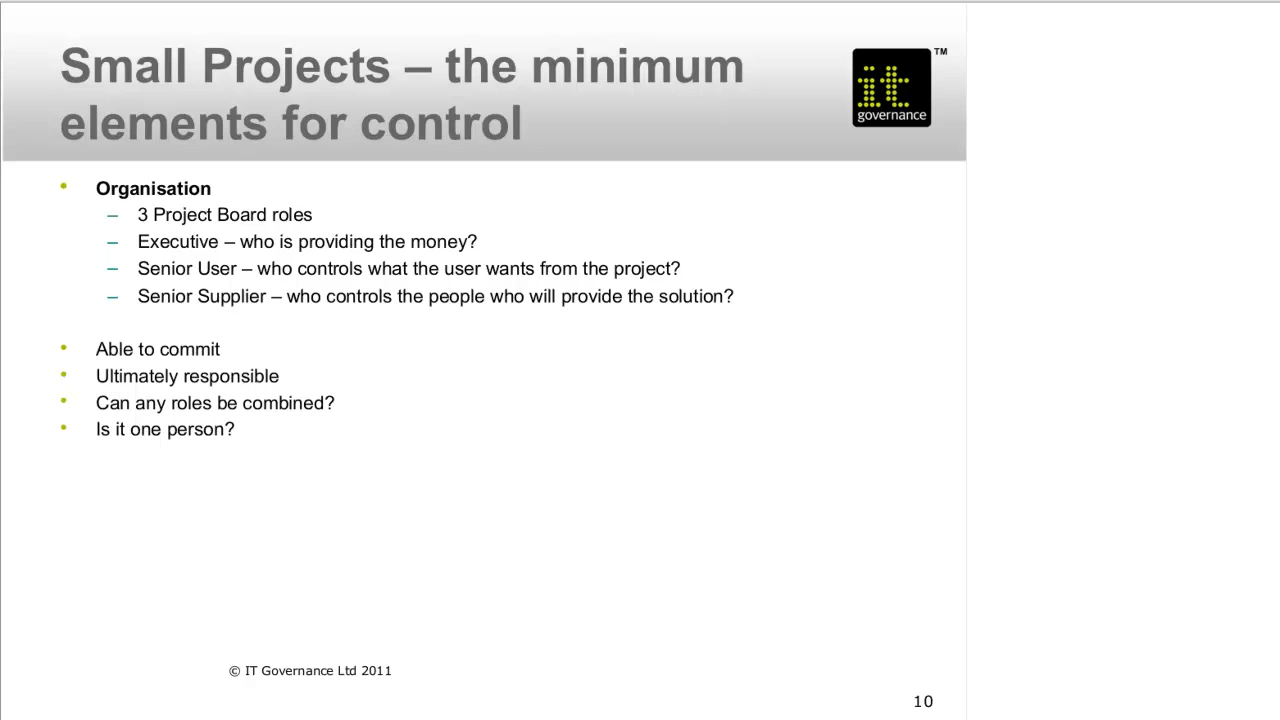 Small Projects – the minimum
elements for control
it
governance
TM
• Organisation
– 3 Project Board roles
– Executive – who is providing the money?
– Senior User – who controls what the user wants from the project?
– Senior Supplier – who controls the people who will provide the solution?
• Able to commit
• Ultimately responsible
• Can any roles be combined?
• Is it one person?
© IT Governance Ltd 2011
10